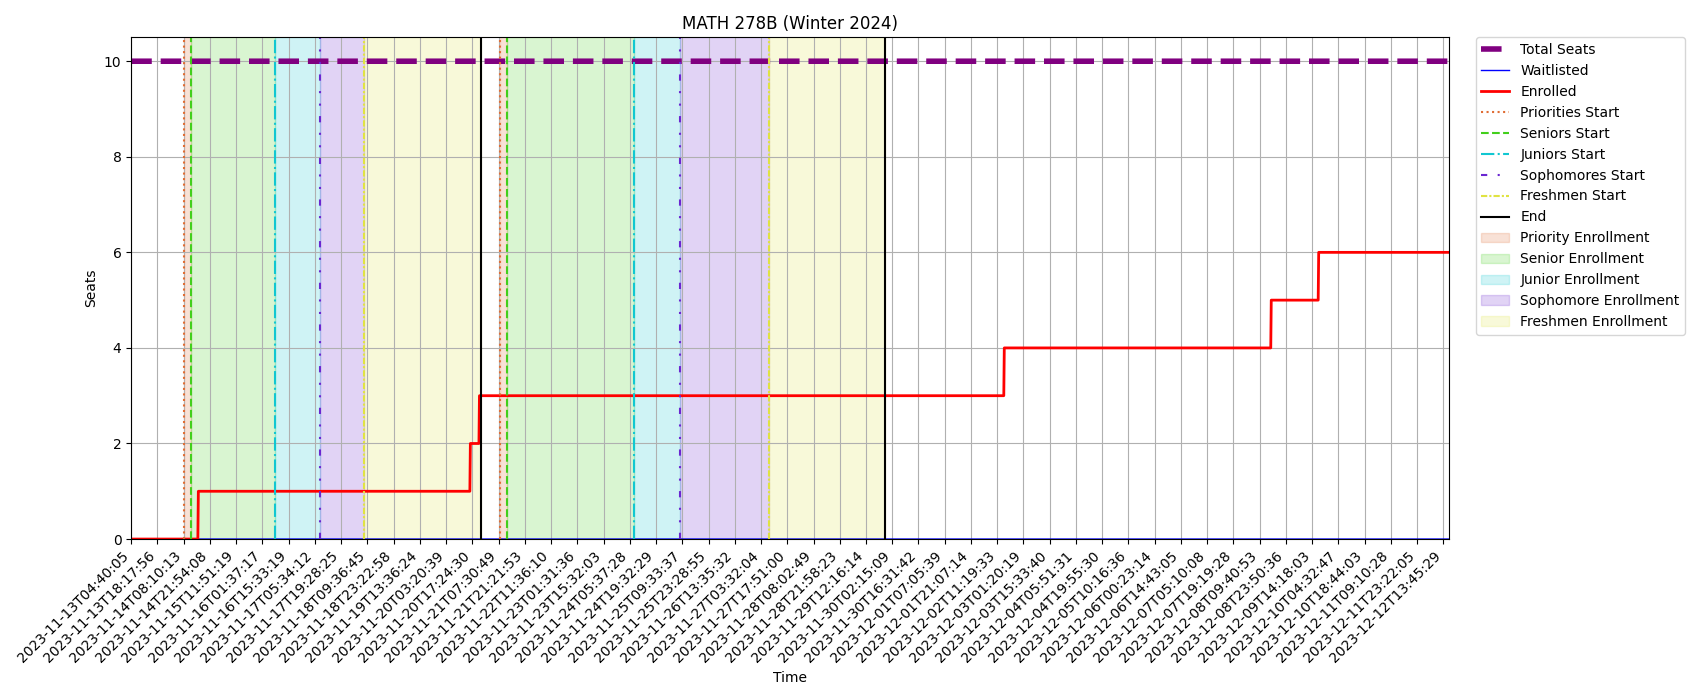 MATH 278B (Winter 2024)
Seats
10
8
6
4
2
0
2023-11-13T04:40:05
2023-11-13T18:17:56
2023-11-14T08:10:13
2023-11-14T21:54:08
2023-11-15T11:51:19
2023-11-16T01:37:17
2023-11-16T15:33:19
2023-11-17T05:34:12
2023-11-17T19:28:25
2023-11-18T09:36:45
2023-11-18T23:22:58
2023-11-19T13:36:24
2023-11-20T03:20:39
2023-11-20T17:24:30
2023-11-21T07:30:49
2023-11-21T21:21:53
2023-11-22T11:36:10
2023-11-23T01:31:36
2023-11-23T15:32:03
2023-11-24T05:37:28
2023-11-24T19:32:29
2023-11-25T09:33:37
2023-11-25T23:28:55
2023-11-26T13:35:32
2023-11-27T03:32:04
2023-11-27T17:51:00
2023-11-28T08:02:49
2023-11-28T21:58:23
2023-11-29T12:16:14
2023-11-30T02:15:09
2023-11-30T16:31:42
2023-12-01T07:05:39
2023-12-01T21:07:14
2023-12-02T11:19:33
2023-12-03T01:20:19
2023-12-03T15:33:40
2023-12-04T05:51:31
2023-12-04T19:55:30
2023-12-05T10:16:36
2023-12-06T00:23:14
2023-12-06T14:43:05
2023-12-07T05:10:08
2023-12-07T19:19:28
2023-12-08T09:40:53
2023-12-08T23:50:36
2023-12-09T14:18:03
2023-12-10T04:32:47
2023-12-10T18:44:03
2023-12-11T09:10:28
2023-12-11T23:22:05
2023-12-12T13:45:29
Time
Total Seats
Waitlisted
Enrolled
Priorities Start
Seniors Start
Juniors Start
Sophomores Start
Freshmen Start
End
Priority Enrollment
Senior Enrollment
Junior Enrollment
Sophomore Enrollment
Freshmen Enrollment